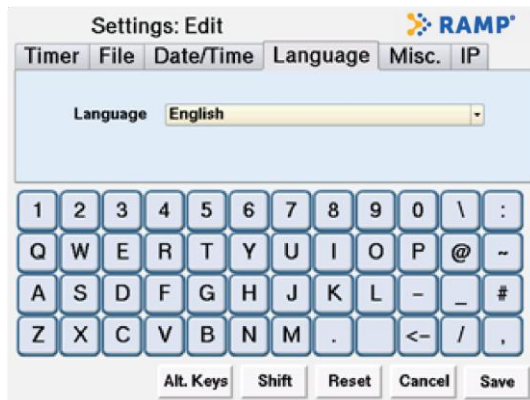 Settings: Edit RAMP
Timer File Date/Time Language Misc. IP
Language English
1 2 3 4 5 6 7 8 9 0 \ :
Q W E R T Y U I O P @ ~
A S D F G H J K L - _ #
Z X C V B N M . <- / ,
Alt. Keys Shift Reset Cancel Save